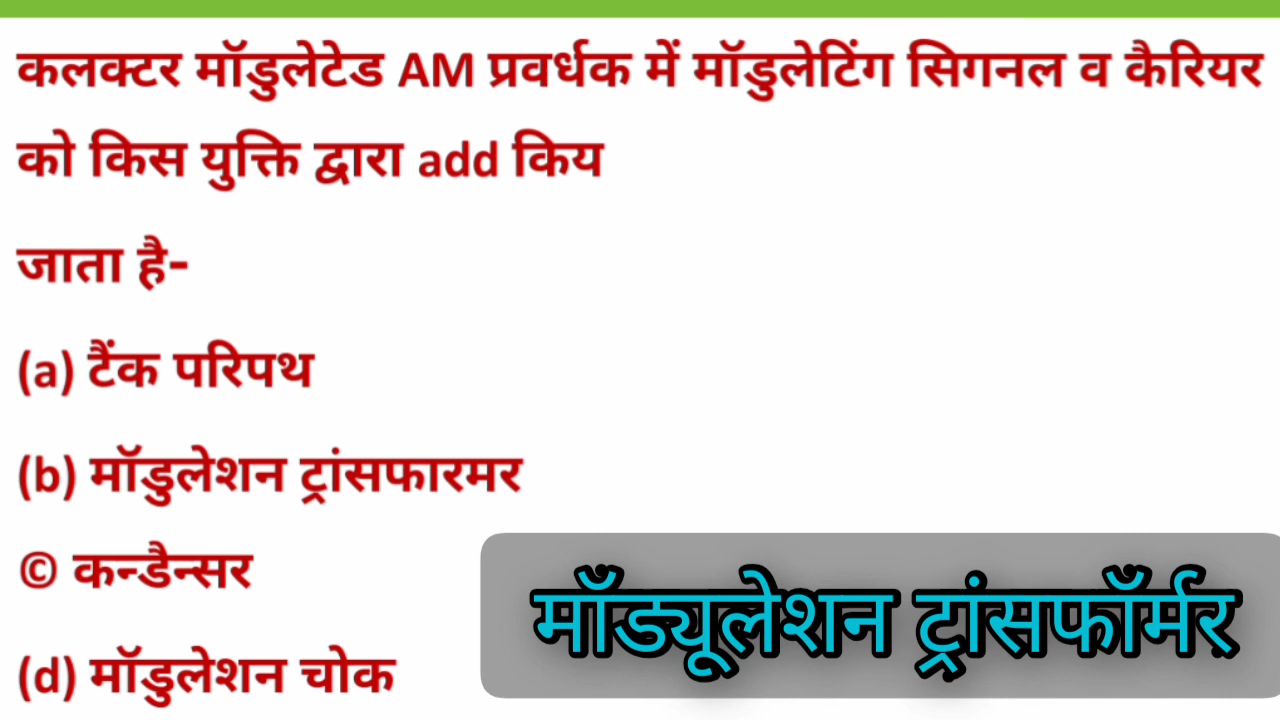 कलक्टर मॉडुलेटेड AM प्रवर्धक में मॉडुलेटिंग सिगनल व कैरियर
को किस युक्ति द्वारा add किय
जाता है-
(a) टैंक परिपथ
(b) मॉडुलेशन ट्रांसफारमर
© कन्डैन्सर
मॉड्यूलेशन ट्रांसफॉर्मर
(d) मॉडुलेशन चोक